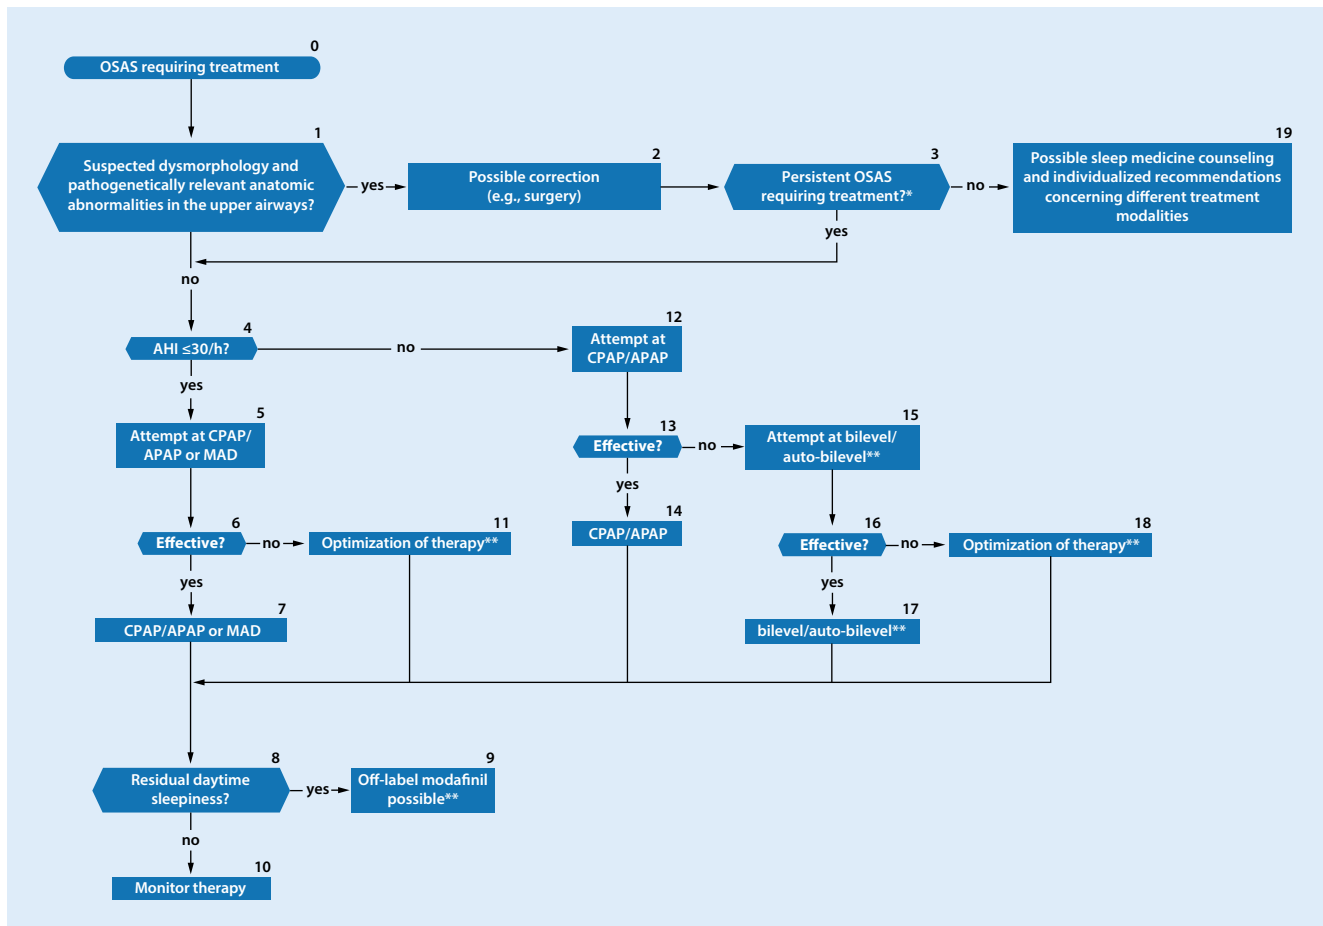 0
OSAS requiring treatment
1
Suspected dysmorphology and
pathogenetically relevant anatomic
abnormalities in the upper airways?
yes
2
Possible correction
(e.g., surgery)
3
Persistent OSAS
requiring treatment?*
no
19
Possible sleep medicine counseling
and individualized recommendations
concerning different treatment
modalities
yes
no
4
AHI ≤30/h?
no
12
Attempt at
CPAP/APAP
yes
5
Attempt at CPAP/
APAP or MAD
13
Effective?
no
15
Attempt at bilevel/
auto-bilevel**
yes
14
CPAP/APAP
6
Effective?
no
11
Optimization of therapy**
16
Effective?
no
18
Optimization of therapy**
yes
7
CPAP/APAP or MAD
yes
17
bilevel/auto-bilevel**
8
Residual daytime
sleepiness?
yes
9
Off-label modafinil
possible**
no
10
Monitor therapy